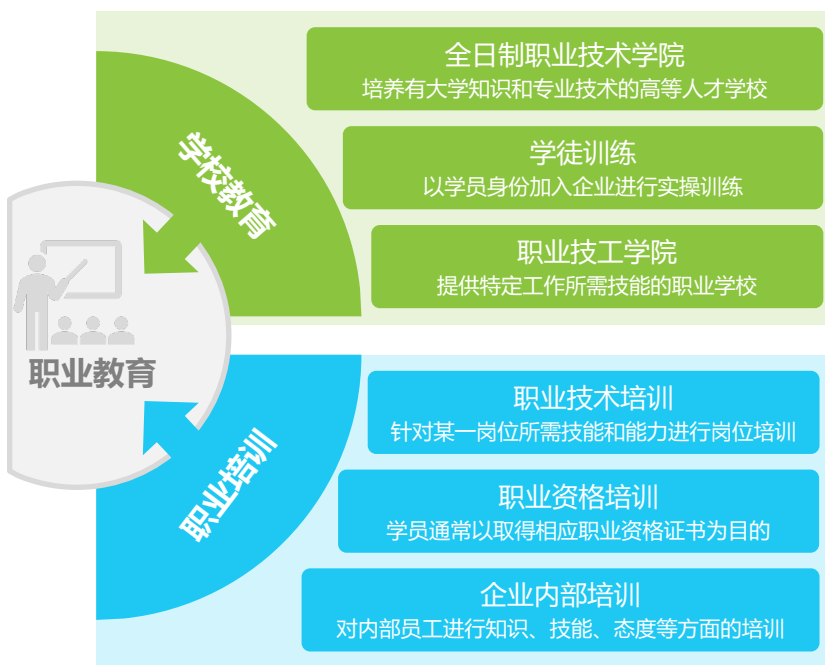 职业教育
学校教育
全日制职业技术学院
培养有大学知识和专业技术的高等人才学校
学徒训练
以学员身份加入企业进行实操训练
职业技工学院
提供特定工作所需技能的职业学校
职业培训
职业技术培训
针对某一岗位所需技能和能力进行岗位培训
职业资格培训
学员通常以取得相应职业资格证书为目的
企业内部培训
对内部员工进行知识、技能、态度等方面的培训